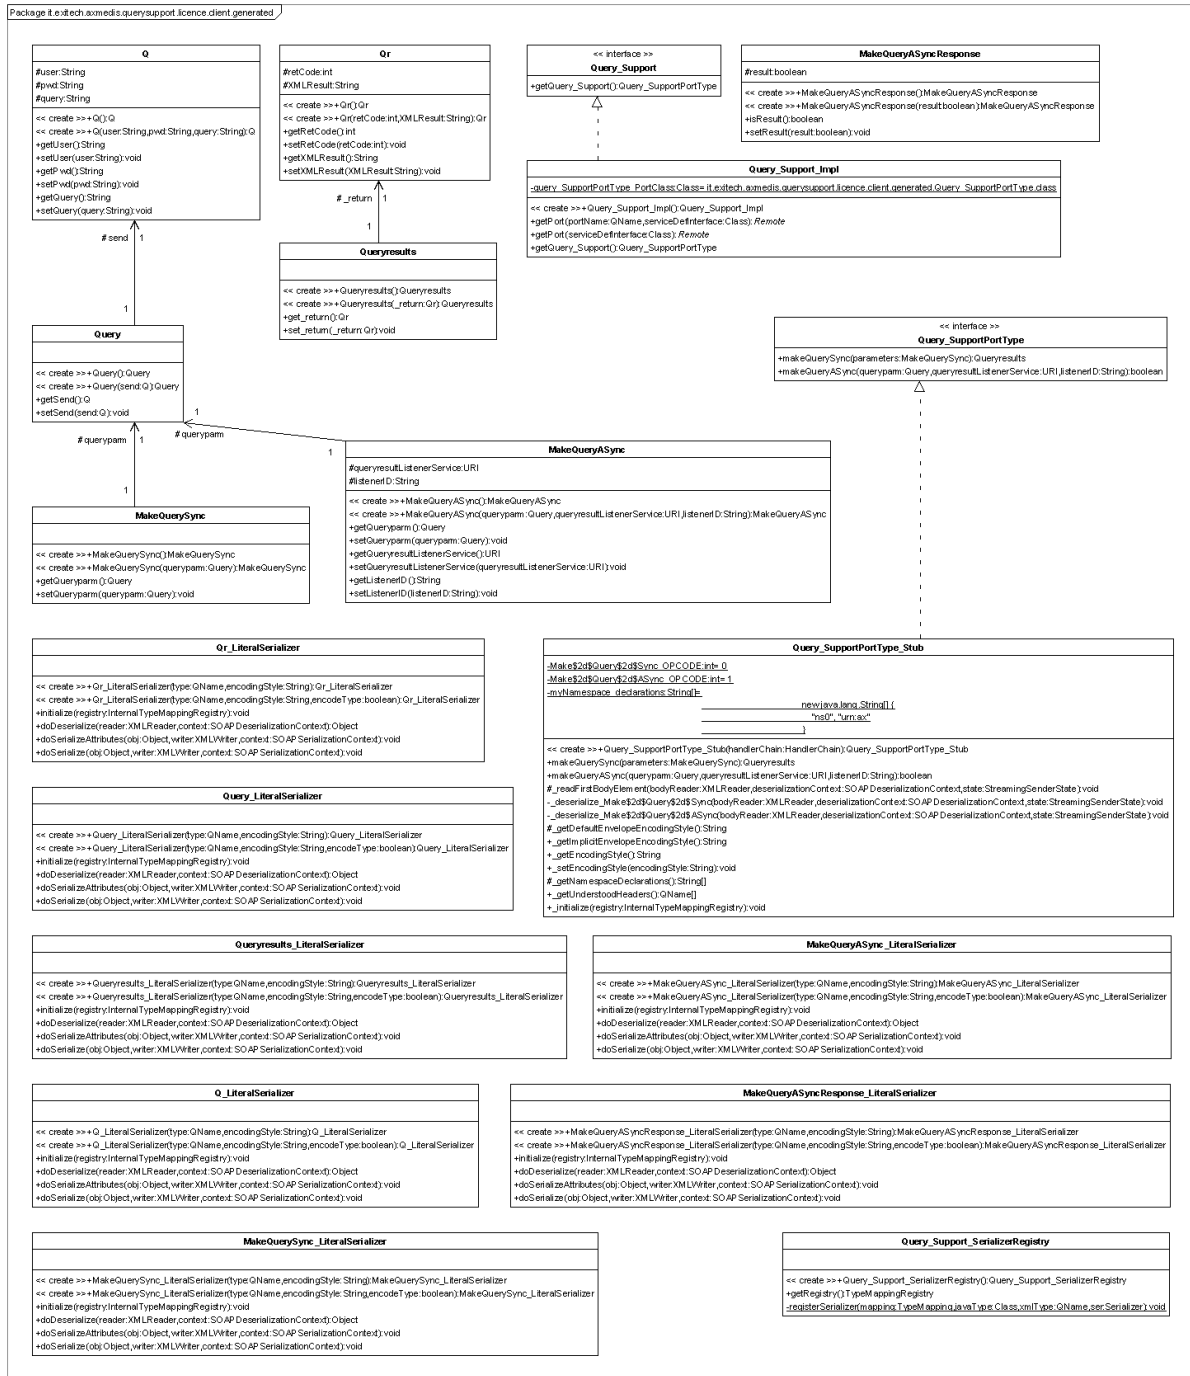 Package it.exitech.axmedis.querysupport.licence.client.generated
Q
#user:String
#pwd:String
#query:String
<< create >>+Q():Q
<< create >>+Q(user:String,pwd:String,query:String):Q
+getUser():String
+setUser(user:String):void
+getPwd():String
+setPwd(pwd:String):void
+getQuery():String
+setQuery(query:String):void
Qr
#retCode:int
#XMLResult:String
<< create >>+Qr():Qr
<< create >>+Qr(retCode:int,XMLResult:String):Qr
+getRetCode():int
+setRetCode(retCode:int):void
+getXMLResult():String
+setXMLResult(XMLResult:String):void
<< interface >>
Query_Support
+getQuery_Support():Query_SupportPortType
MakeQueryASyncResponse
#result:boolean
<< create >>+MakeQueryASyncResponse():MakeQueryASyncResponse
<< create >>+MakeQueryASyncResponse(result:boolean):MakeQueryASyncResponse
+isResult():boolean
+setResult(result:boolean):void
Query_Support_Impl
-query_SupportPortType_PortClass:Class= it.exitech.axmedis.querysupport.licence.client.generated.Query_SupportPortType.class
<< create >>+Query_Support_Impl():Query_Support_Impl
+getPort(portName:QName,serviceDefInterface:Class): Remote
+getPort(serviceDefInterface:Class): Remote
+getQuery_Support():Query_SupportPortType
# _return 1
1
# send 1
1
Queryresults
<< create >>+Queryresults():Queryresults
<< create >>+Queryresults(_return:Qr):Queryresults
+get_return():Qr
+set_return(_return:Qr):void
Query
<< create >>+Query():Query
<< create >>+Query(send:Q):Query
+getSend():Q
+setSend(send:Q):void
<< interface >>
Query_SupportPortType
+makeQuerySync(parameters:MakeQuerySync):Queryresults
+makeQueryASync(queryparm:Query,queryresultListenerService:URI,listenerID:String):boolean
# queryparm 1
1
1
# queryparm
1
MakeQueryASync
#queryresultListenerService:URI
#listenerID:String
<< create >>+MakeQueryASync():MakeQueryASync
<< create >>+MakeQueryASync(queryparm:Query,queryresultListenerService:URI,listenerID:String):MakeQueryASync
+getQueryparm():Query
+setQueryparm(queryparm:Query):void
+getQueryresultListenerService():URI
+setQueryresultListenerService(queryresultListenerService:URI):void
+getListenerID():String
+setListenerID(listenerID:String):void
MakeQuerySync
<< create >>+MakeQuerySync():MakeQuerySync
<< create >>+MakeQuerySync(queryparm:Query):MakeQuerySync
+getQueryparm():Query
+setQueryparm(queryparm:Query):void
Qr_LiteralSerializer
<< create >>+Qr_LiteralSerializer(type:QName,encodingStyle:String):Qr_LiteralSerializer
<< create >>+Qr_LiteralSerializer(type:QName,encodingStyle:String,encodeType:boolean):Qr_LiteralSerializer
+initialize(registry:InternalTypeMappingRegistry):void
+doDeserialize(reader:XMLReader,context:SOAPDeserializationContext):Object
+doSerializeAttributes(obj:Object,writer:XMLWriter,context:SOAPSerializationContext):void
+doSerialize(obj:Object,writer:XMLWriter,context:SOAPSerializationContext):void
Query_SupportPortType_Stub
-Make$2d$Query$2d$Sync_OPCODE:int= 0
-Make$2d$Query$2d$ASync_OPCODE:int= 1
-myNamespace_declarations:String[]=
new java.lang.String[] {
"ns0", "urn:ax"
}
<< create >>+Query_SupportPortType_Stub(handlerChain:HandlerChain):Query_SupportPortType_Stub
+makeQuerySync(parameters:MakeQuerySync):Queryresults
+makeQueryASync(queryparam:Query,queryresultListenerService:URI,listenerID:String):boolean
#_readFirstBodyElement(bodyReader:XMLReader,deserializationContext:SOAPDeserializationContext,state:StreamingSenderState):void
-_deserialize_Make$2d$Query$2d$Sync(bodyReader:XMLReader,deserializationContext:SOAPDeserializationContext,state:StreamingSenderState):void
-_deserialize_Make$2d$Query$2d$ASync(bodyReader:XMLReader,deserializationContext:SOAPDeserializationContext,state:StreamingSenderState):void
#_getDefaultEnvelopeEncodingStyle():String
+_getImplicitEnvelopeEncodingStyle():String
+_getEncodingStyle():String
+_setEncodingStyle(encodingStyle:String):void
#_getNamespaceDeclarations():String[]
+_getUnderstoodHeaders():QName[]
+_initialize(registry:InternalTypeMappingRegistry):void
Query_LiteralSerializer
<< create >>+Query_LiteralSerializer(type:QName,encodingStyle:String):Query_LiteralSerializer
<< create >>+Query_LiteralSerializer(type:QName,encodingStyle:String,encodeType:boolean):Query_LiteralSerializer
+initialize(registry:InternalTypeMappingRegistry):void
+doDeserialize(reader:XMLReader,context:SOAPDeserializationContext):Object
+doSerializeAttributes(obj:Object,writer:XMLWriter,context:SOAPSerializationContext):void
+doSerialize(obj:Object,writer:XMLWriter,context:SOAPSerializationContext):void
Queryresults_LiteralSerializer
<< create >>+Queryresults_LiteralSerializer(type:QName,encodingStyle:String):Queryresults_LiteralSerializer
<< create >>+Queryresults_LiteralSerializer(type:QName,encodingStyle:String,encodeType:boolean):Queryresults_LiteralSerializer
+initialize(registry:InternalTypeMappingRegistry):void
+doDeserialize(reader:XMLReader,context:SOAPDeserializationContext):Object
+doSerializeAttributes(obj:Object,writer:XMLWriter,context:SOAPSerializationContext):void
+doSerialize(obj:Object,writer:XMLWriter,context:SOAPSerializationContext):void
MakeQueryASync_LiteralSerializer
<< create >>+MakeQueryASync_LiteralSerializer(type:QName,encodingStyle:String):MakeQueryASync_LiteralSerializer
<< create >>+MakeQueryASync_LiteralSerializer(type:QName,encodingStyle:String,encodeType:boolean):MakeQueryASync_LiteralSerializer
+initialize(registry:InternalTypeMappingRegistry):void
+doDeserialize(reader:XMLReader,context:SOAPDeserializationContext):Object
+doSerializeAttributes(obj:Object,writer:XMLWriter,context:SOAPSerializationContext):void
+doSerialize(obj:Object,writer:XMLWriter,context:SOAPSerializationContext):void
Q_LiteralSerializer
<< create >>+Q_LiteralSerializer(type:QName,encodingStyle:String):Q_LiteralSerializer
<< create >>+Q_LiteralSerializer(type:QName,encodingStyle:String,encodeType:boolean):Q_LiteralSerializer
+initialize(registry:InternalTypeMappingRegistry):void
+doDeserialize(reader:XMLReader,context:SOAPDeserializationContext):Object
+doSerializeAttributes(obj:Object,writer:XMLWriter,context:SOAPSerializationContext):void
+doSerialize(obj:Object,writer:XMLWriter,context:SOAPSerializationContext):void
MakeQueryASyncResponse_LiteralSerializer
<< create >>+MakeQueryASyncResponse_LiteralSerializer(type:QName,encodingStyle:String):MakeQueryASyncResponse_LiteralSerializer
<< create >>+MakeQueryASyncResponse_LiteralSerializer(type:QName,encodingStyle:String,encodeType:boolean):MakeQueryASyncResponse_LiteralSerializer
+initialize(registry:InternalTypeMappingRegistry):void
+doDeserialize(reader:XMLReader,context:SOAPDeserializationContext):Object
+doSerializeAttributes(obj:Object,writer:XMLWriter,context:SOAPSerializationContext):void
+doSerialize(obj:Object,writer:XMLWriter,context:SOAPSerializationContext):void
MakeQuerySync_LiteralSerializer
<< create >>+MakeQuerySync_LiteralSerializer(type:QName,encodingStyle:String):MakeQuerySync_LiteralSerializer
<< create >>+MakeQuerySync_LiteralSerializer(type:QName,encodingStyle:String,encodeType:boolean):MakeQuerySync_LiteralSerializer
+initialize(registry:InternalTypeMappingRegistry):void
+doDeserialize(reader:XMLReader,context:SOAPDeserializationContext):Object
+doSerializeAttributes(obj:Object,writer:XMLWriter,context:SOAPSerializationContext):void
+doSerialize(obj:Object,writer:XMLWriter,context:SOAPSerializationContext):void
Query_Support_SerializerRegistry
<< create >>+Query_Support_SerializerRegistry():Query_Support_SerializerRegistry
+getRegistry():TypeMappingRegistry
-registerSerializer(mapping:TypeMapping,javaType:Class,xmlType:QName,ser:Serializer):void